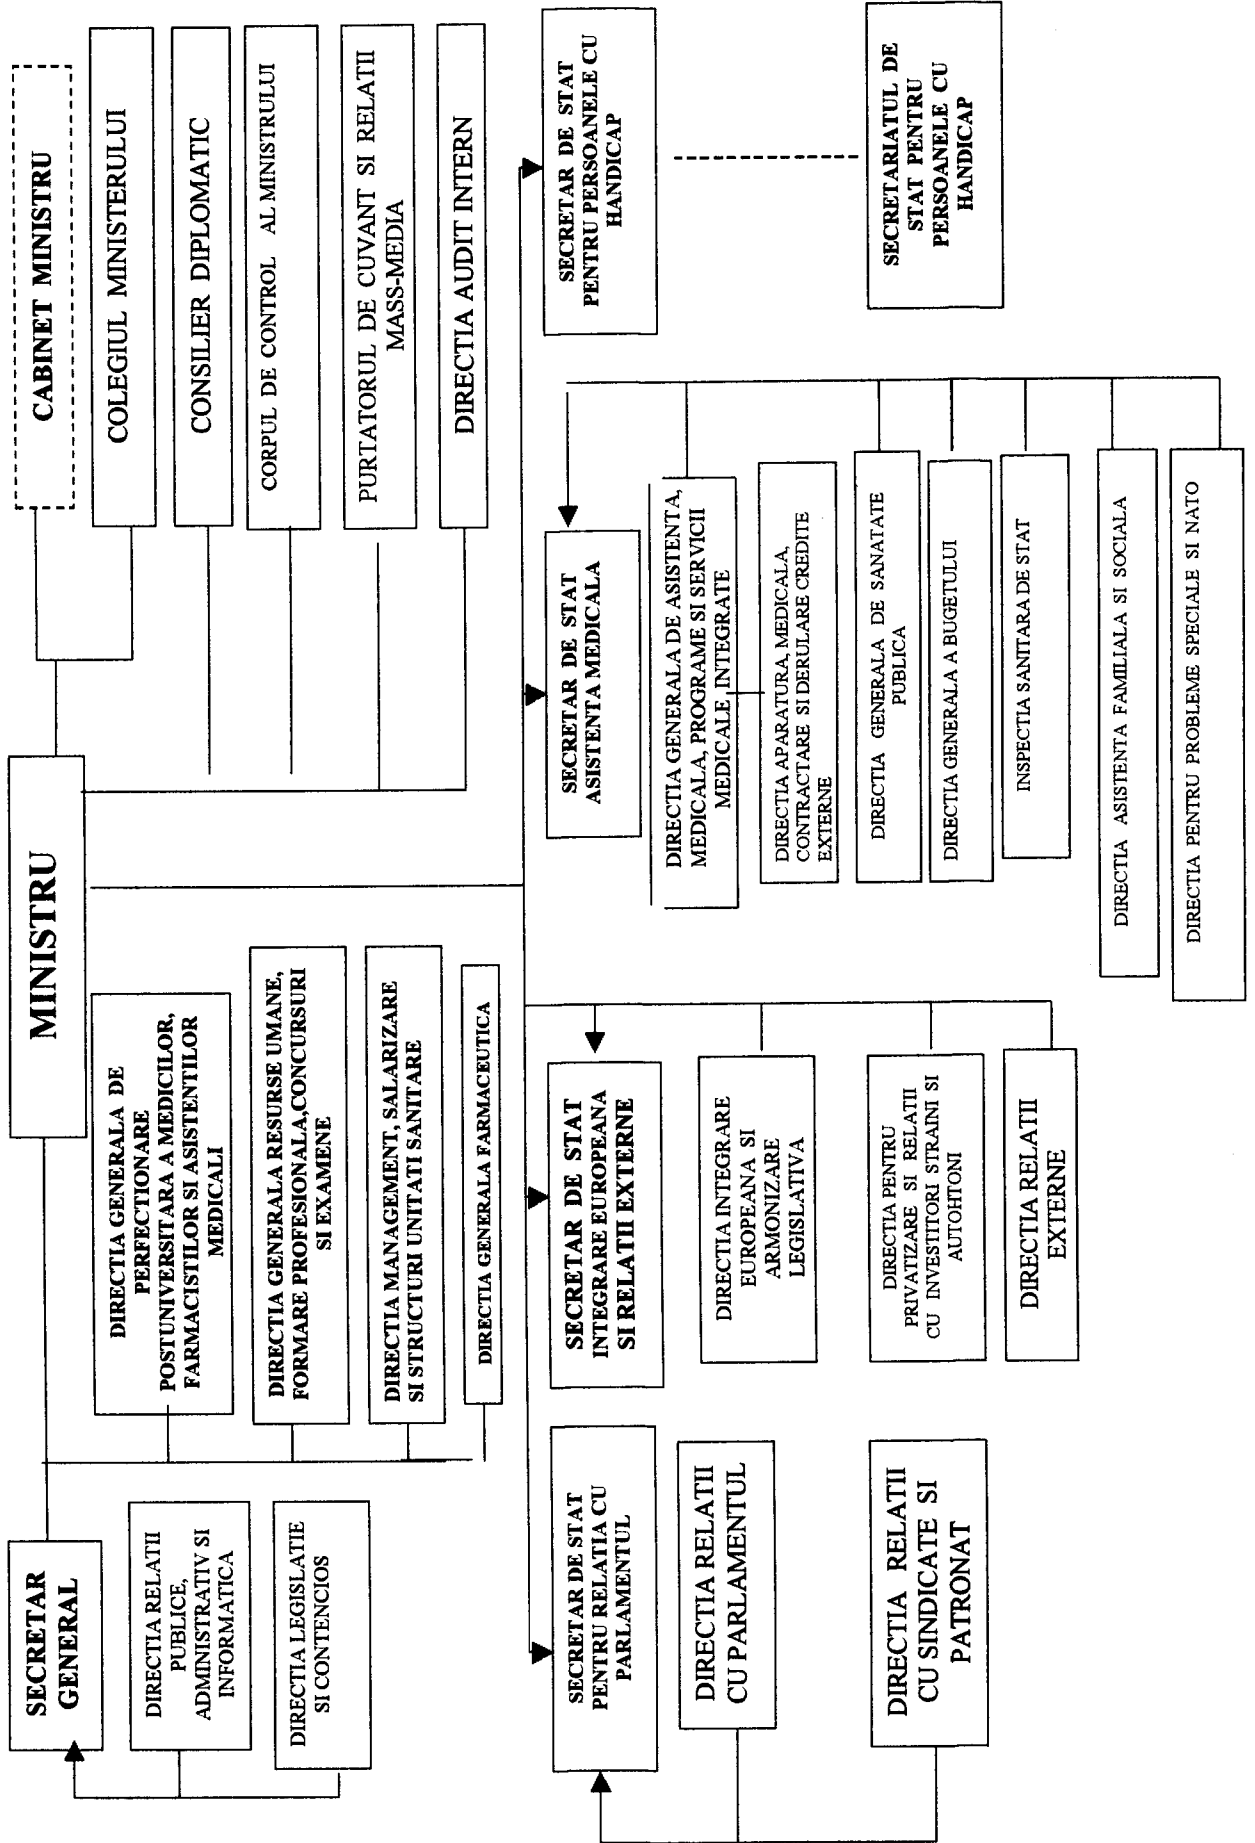 MINISTRU
CABINET MINISTRU
COLEGIUL MINISTERULUI
CONSILIER DIPLOMATIC
CORPUL DE CONTROL AL MINISTRULUI
PURTATORUL DE CUVANT SI RELATII
MASS-MEDIA
DIRECTIA AUDIT INTERN
SECRETAR
GENERAL
DIRECTIA RELATII
PUBLICE,
ADMINISTRATIV SI
INFORMATICA
DIRECTIA LEGISLATIE
SI CONTENCIOS
DIRECTIA GENERALA DE
PERFECTIONARE
POSTUNIVERSITARA A MEDICILOR,
FARMACISTILOR SI ASISTENTILOR
MEDICALI
DIRECTIA GENERALA RESURSE UMANE,
FORMARE PROFESIONALA,CONCURSURI
SI EXAMENE
DIRECTIA MANAGEMENT, SALARIZARE
SI STRUCTURI UNITATI SANITARE
DIRECTIA GENERALA FARMACEUTICA
SECRETAR DE STAT
PENTRU RELATIA CU
PARLAMENTUL
DIRECTIA RELATII
CU PARLAMENTUL
DIRECTIA RELATII
CU SINDICATE SI
PATRONAT
SECRETAR DE STAT
INTEGRARE EUROPEANA
SI RELATII EXTERNE
DIRECTIA INTEGRARE
EUROPEANA SI
ARMONIZARE
LEGISLATIVA
DIRECTIA PENTRU
PRIVATIZARE SI RELATII
CU INVESTITORI STRAINI SI
AUTOHTONI
DIRECTIA RELATII
EXTERNE
SECRETAR DE STAT
ASISTENTA MEDICALA
DIRECTIA GENERALA DE ASISTENTA,
MEDICALA, PROGRAME SI SERVICII
MEDICALE INTEGRATE
DIRECTIA APARATURA, MEDICALA,
CONTRACTARE SI DERULARE CREDITE
EXTERNE
DIRECTIA GENERALA DE SANATATE
PUBLICA
DIRECTIA GENERALA A BUGETULUI
INSPECTIA SANITARA DE STAT
DIRECTIA ASISTENTA FAMILIALA SI SOCIALA
DIRECTIA PENTRU PROBLEME SPECIALE SI NATO
SECRETAR DE STAT
PENTRU PERSOANELE CU
HANDICAP
SECRETARIATUL DE
STAT PENTRU
PERSOANELE CU
HANDICAP